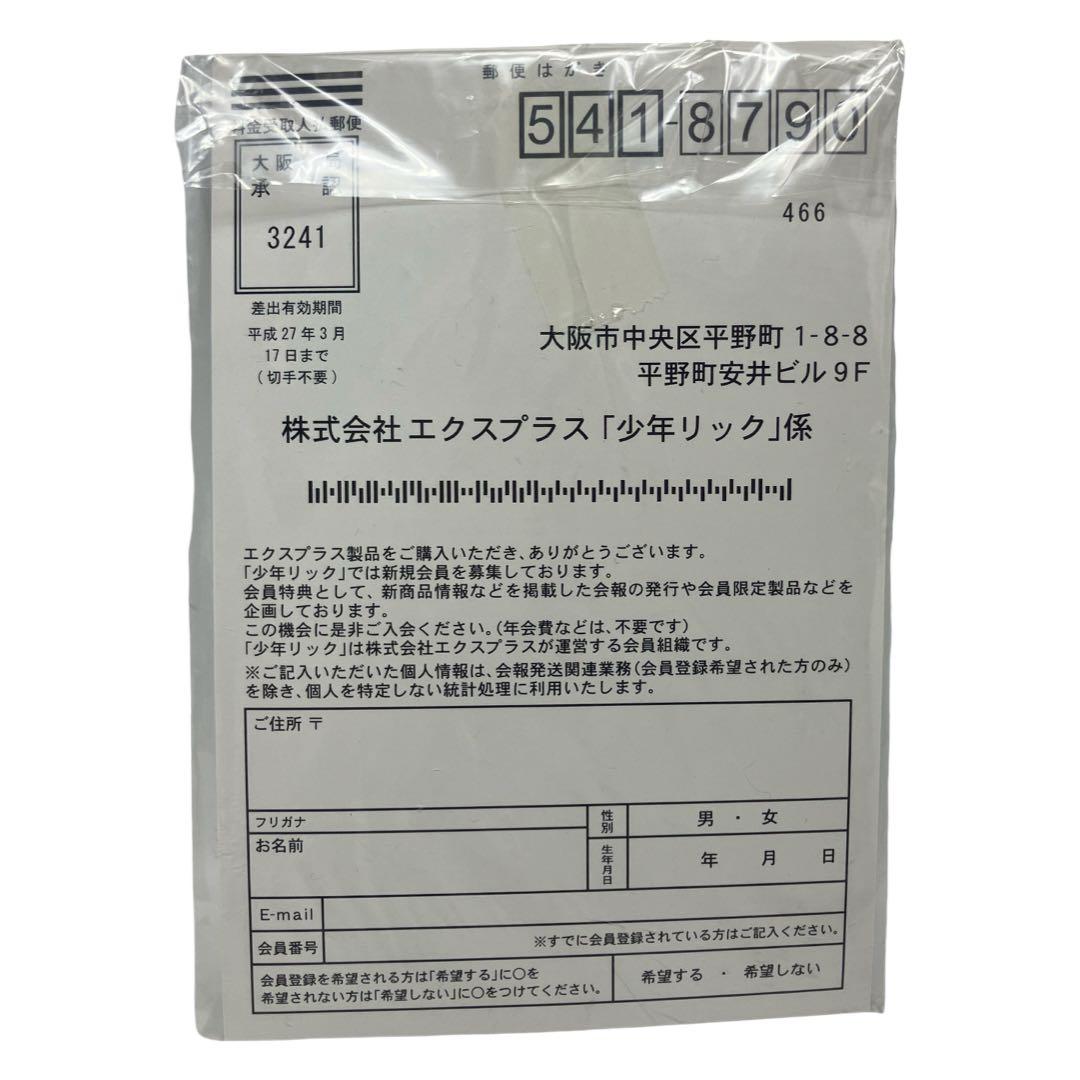 郵便はがき
541-8790
料金受取人払郵便
大阪 局
承 認
3241
466
差出有効期間
平成27年3月
17日まで
(切手不要)
大阪市中央区平野町 1-8-8
平野町安井ビル 9F
株式会社エクスプラス「少年リック」係
エクスプラス製品をご購入いただき、ありがとうございます。
「少年リック」では新規会員を募集しております。
会員特典として、新商品情報などを掲載した会報の発行や会員限定製品などを
企画しております。
この機会に是非ご入会ください。(年会費などは、不要です)
「少年リック」は株式会社エクスプラスが運営する会員組織です。
※ご記入いただいた個人情報は、会報発送関連業務(会員登録希望された方のみ)
を除き、個人を特定しない統計処理に利用いたします。
ご住所 〒
フリガナ
お名前
性別
男 ・ 女
生年月日
年 月 日
E-mail
会員番号
※すでに会員登録されている方はご記入ください。
会員登録を希望される方は「希望する」に○を
希望されない方は「希望しない」に○をつけてください。
希望する ・ 希望しない